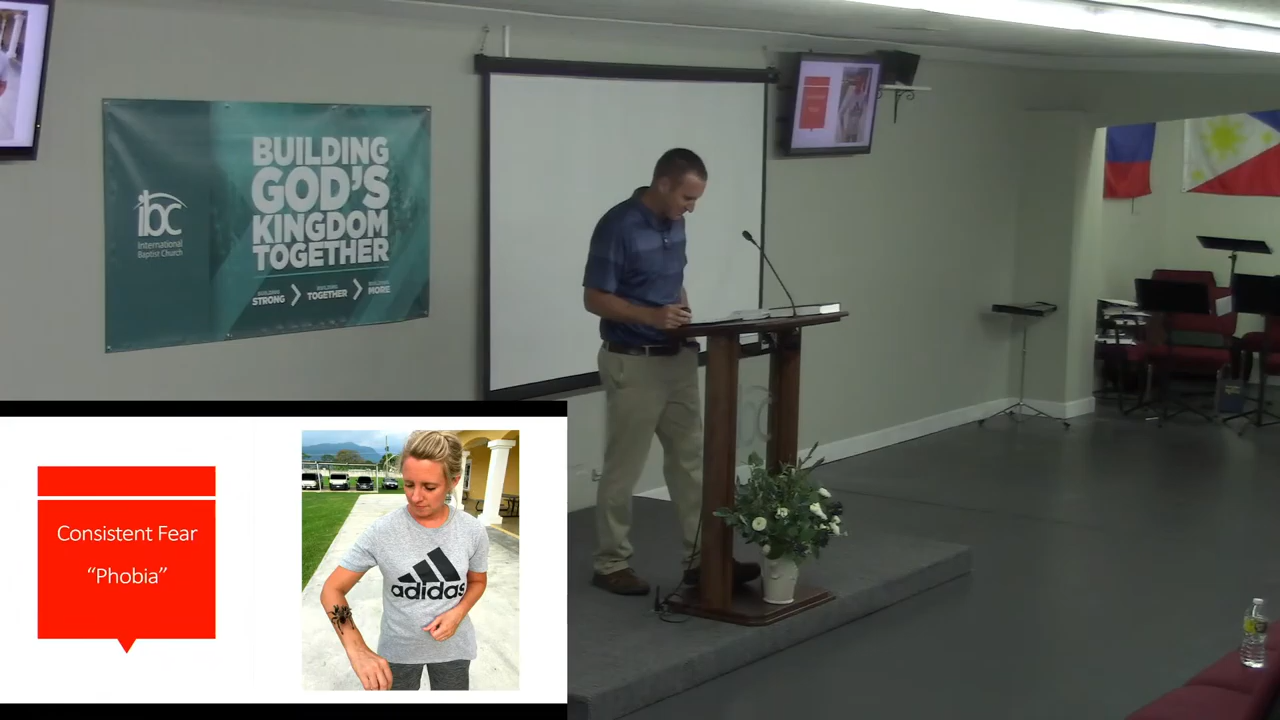 BUILDING
GOD'S
KINGDOM
TOGETHER
ibc
International
Baptist Church
BUILDING
STRONG
BUILDING
TOGETHER
BUILDING
MORE
Consistent Fear
“Phobia”
adidas